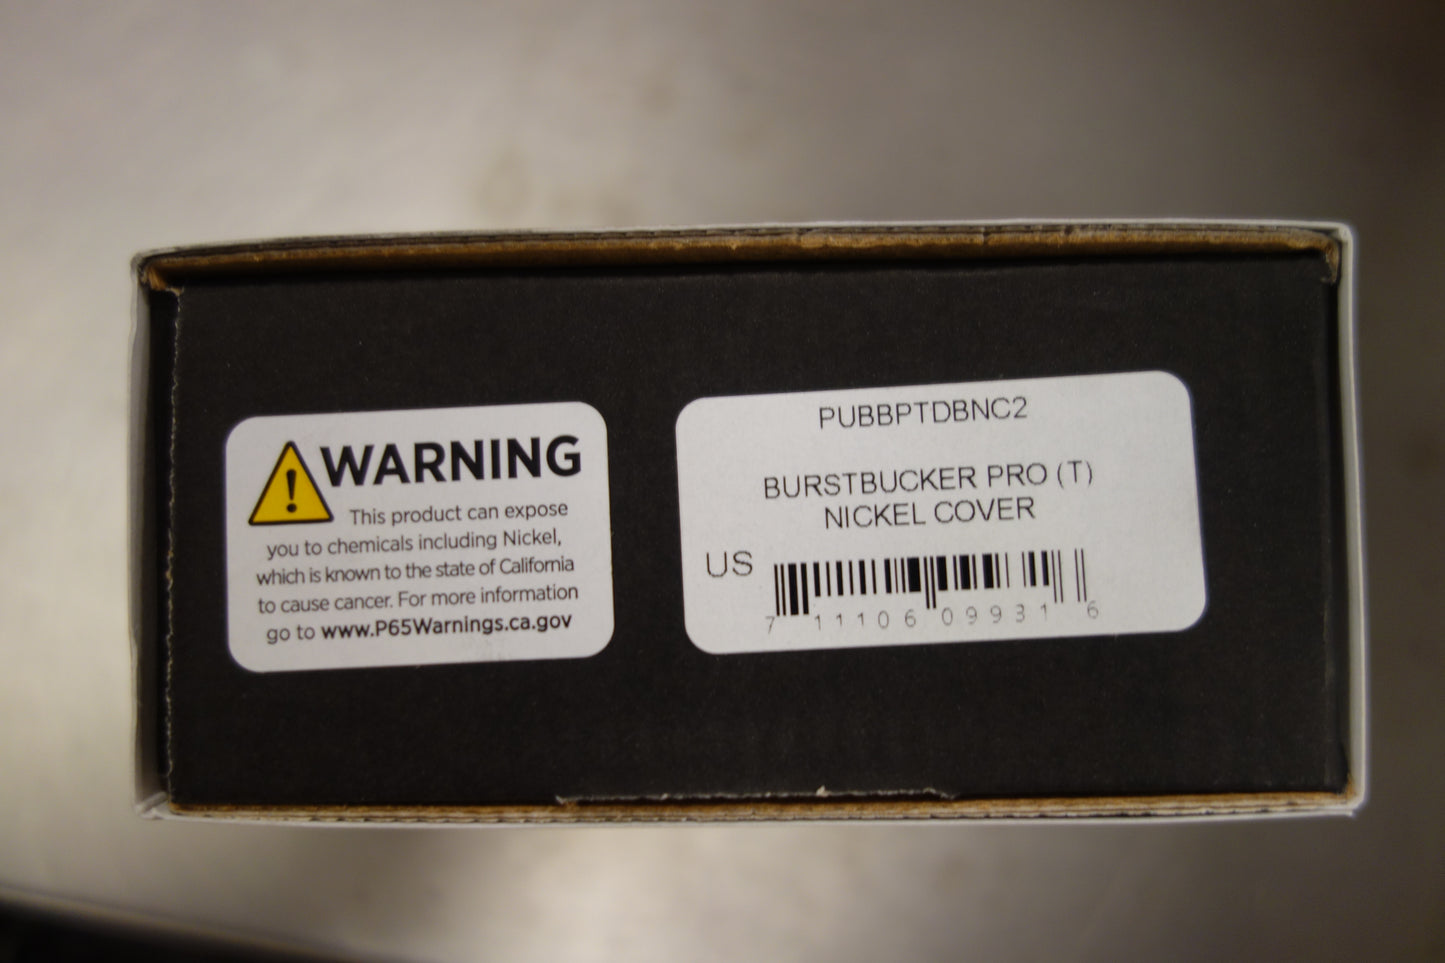 WARNING
This product can expose
you to chemicals including Nickel,
which is known to the state of California
to cause cancer. For more information
go to www.P65Warnings.ca.gov
PUBBPTDBNC2
BURSTBUCKER PRO (T)
NICKEL COVER
US
7 11106 09931 6